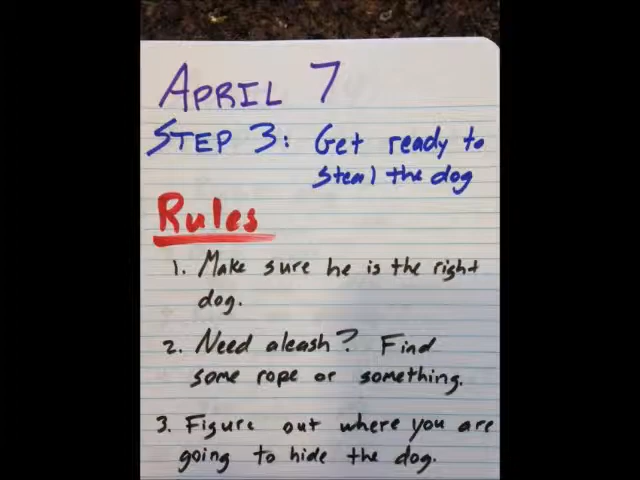 APRIL 7
STEP 3: Get ready to
steal the dog
Rules
1. Make sure he is the right
dog.
2. Need a leash? Find
some rope or something.
3. Figure out where you are
going to hide the dog.